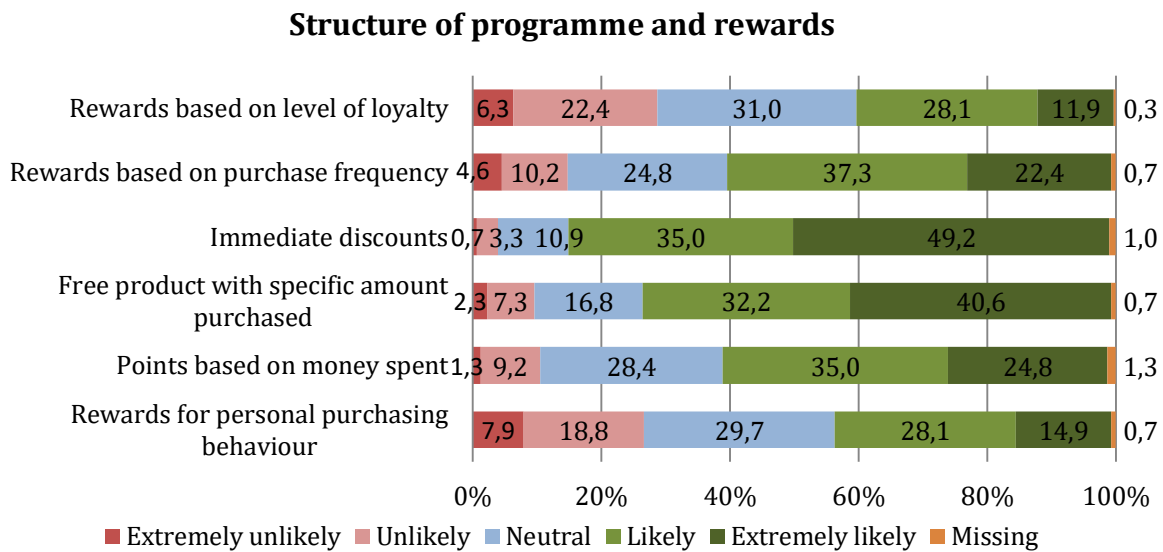 Structure of programme and rewards
Rewards based on level of loyalty 6,3 22,4 31,0 28,1 11,9 0,3
Rewards based on purchase frequency 4,6 10,2 24,8 37,3 22,4 0,7
Immediate discounts 0,7 3,3 10,9 35,0 49,2 1,0
Free product with specific amount
purchased 2,3 7,3 16,8 32,2 40,6 0,7
Points based on money spent 1,3 9,2 28,4 35,0 24,8 1,3
Rewards for personal purchasing
behaviour 7,9 18,8 29,7 28,1 14,9 0,7
0% 20% 40% 60% 80% 100%
Extremely unlikely Unlikely Neutral Likely Extremely likely Missing